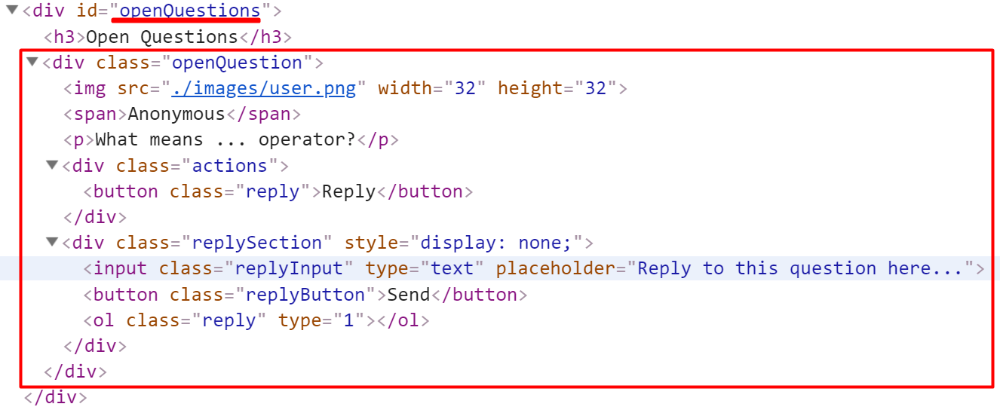 ▼<div id="openQuestions">
<h3>Open Questions</h3>
▼<div class="openQuestion">
<img src="./images/user.png" width="32" height="32">
<span>Anonymous</span>
<p>What means ... operator?</p>
▼<div class="actions">
<button class="reply">Reply</button>
</div>
▼<div class="replySection" style="display: none;">
<input class="replyInput" type="text" placeholder="Reply to this question here...">
<button class="replyButton">Send</button>
<ol class="reply" type="1"></ol>
</div>
</div>
</div>